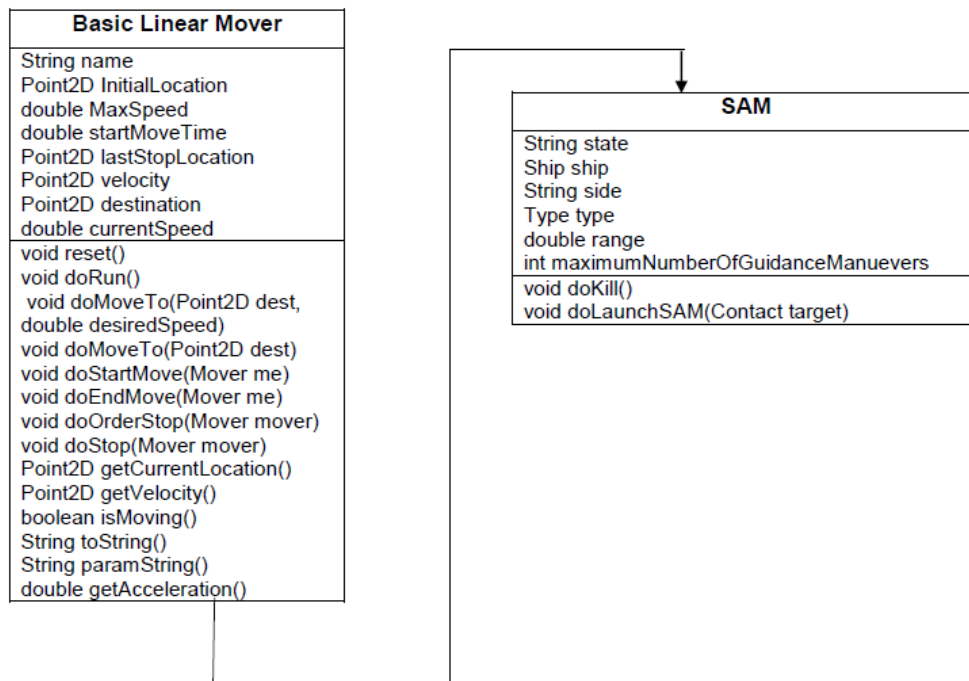 Basic Linear Mover
String name
Point2D InitialLocation
double MaxSpeed
double startMoveTime
Point2D lastStopLocation
Point2D velocity
Point2D destination
double currentSpeed
void reset()
void doRun()
void doMoveTo(Point2D dest,
double desiredSpeed)
void doMoveTo(Point2D dest)
void doStartMove(Mover me)
void doEndMove(Mover me)
void doOrderStop(Mover mover)
void doStop(Mover mover)
Point2D getCurrentLocation()
Point2D getVelocity()
boolean isMoving()
String toString()
String paramString()
double getAcceleration()
SAM
String state
Ship ship
String side
Type type
double range
int maximumNumberOfGuidanceManuevers
void doKill()
void doLaunchSAM(Contact target)